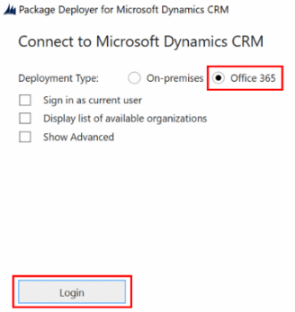 Package Deployer for Microsoft Dynamics CRM
Connect to Microsoft Dynamics CRM
Deployment Type: On-premises Office 365
Sign in as current user
Display list of available organizations
Show Advanced
Login